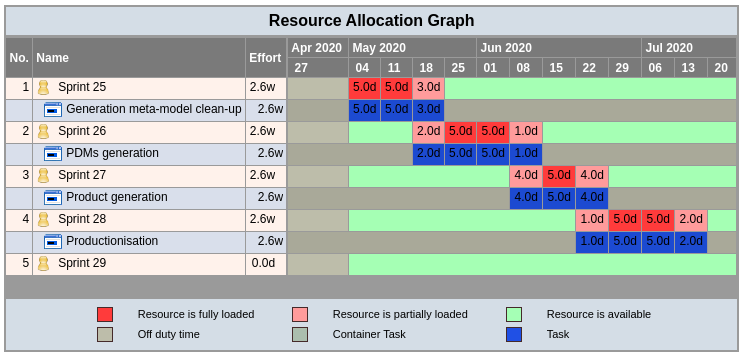 Resource Allocation Graph
No. Name Effort Apr 2020 May 2020 Jun 2020 Jul 2020
27 04 11 18 25 01 08 15 22 29 06 13 20
1 Sprint 25 2.6w 5.0d 5.0d 3.0d
Generation meta-model clean-up 2.6w 5.0d 5.0d 3.0d
2 Sprint 26 2.6w 2.0d 5.0d 5.0d 1.0d
PDMs generation 2.6w 2.0d 5.0d 5.0d 1.0d
3 Sprint 27 2.6w 4.0d 5.0d 4.0d
Product generation 2.6w 4.0d 5.0d 4.0d
4 Sprint 28 2.6w 1.0d 5.0d 5.0d 2.0d
Productionisation 2.6w 1.0d 5.0d 5.0d 2.0d
5 Sprint 29 0.0d
Resource is fully loaded Resource is partially loaded Resource is available
Off duty time Container Task Task